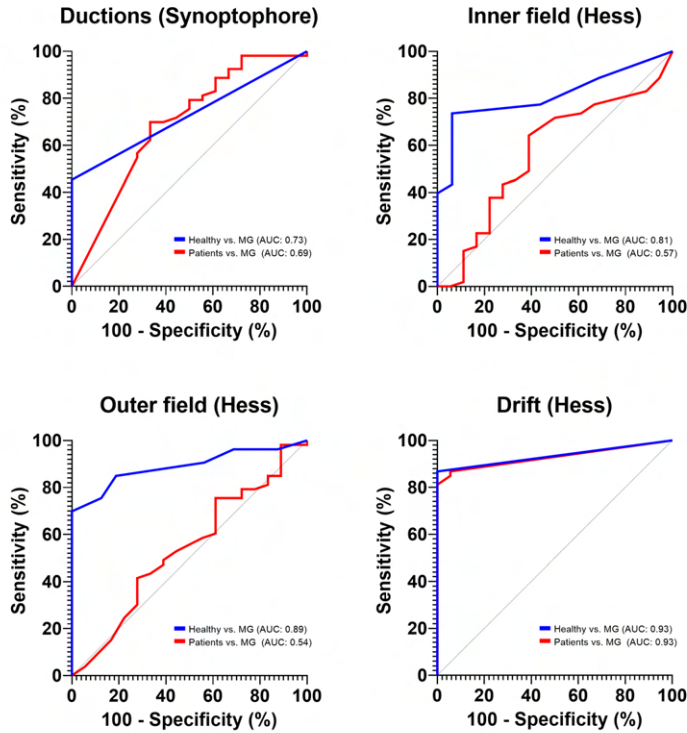 Ductions (Synoptophore)
Sensitivity (%)
100
80
60
40
20
0
Healthy vs. MG (AUC: 0.73)
Patients vs. MG (AUC: 0.69)
0 20 40 60 80 100
100 - Specificity (%)
Inner field (Hess)
Sensitivity (%)
100
80
60
40
20
0
Healthy vs. MG (AUC: 0.81)
Patients vs. MG (AUC: 0.57)
0 20 40 60 80 100
100 - Specificity (%)
Outer field (Hess)
Sensitivity (%)
100
80
60
40
20
0
Healthy vs. MG (AUC: 0.89)
Patients vs. MG (AUC: 0.54)
0 20 40 60 80 100
100 - Specificity (%)
Drift (Hess)
Sensitivity (%)
100
80
60
40
20
0
Healthy vs. MG (AUC: 0.93)
Patients vs. MG (AUC: 0.93)
0 20 40 60 80 100
100 - Specificity (%)